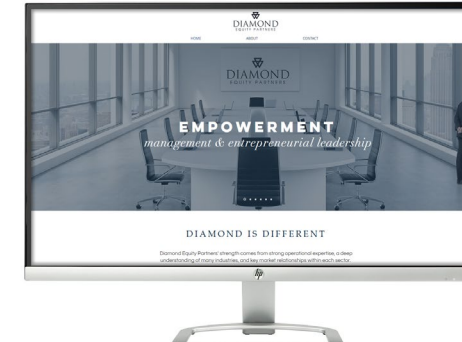 DIAMOND
EQUITY PARTNERS
HOME ABOUT CONTACT
DIAMOND
EQUITY PARTNERS
EMPOWERMENT
management & entrepreneurial leadership
DIAMOND IS DIFFERENT
Diamond Equity Partners' strength comes from strong operational expertise, a deep
understanding of many industries, and key market relationships within each sector.
hp